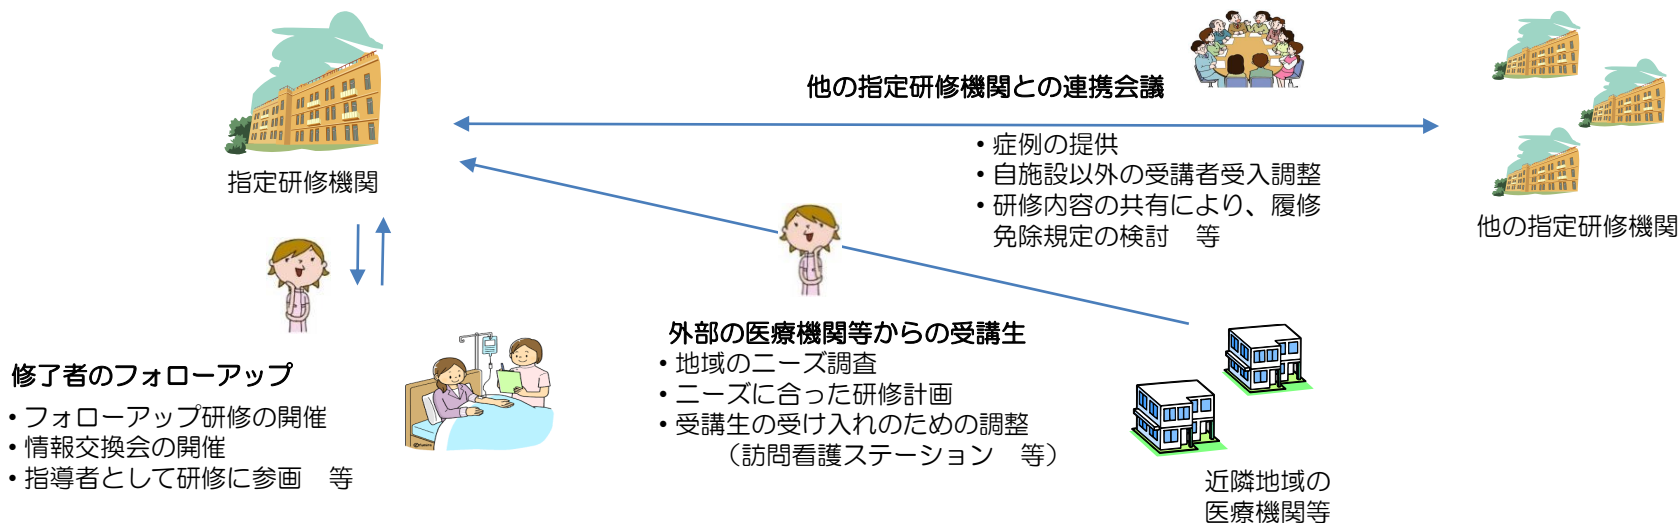 他の指定研修機関との連携会議
・症例の提供
・自施設以外の受講者受入調整
・研修内容の共有により、履修
免除規定の検討　等
指定研修機関
他の指定研修機関
修了者のフォローアップ
・フォローアップ研修の開催
・情報交換会の開催
・指導者として研修に参画　等
外部の医療機関等からの受講生
・地域のニーズ調査
・ニーズに合った研修計画
・受講生の受け入れのための調整
（訪問看護ステーション　等）
近隣地域の
医療機関等